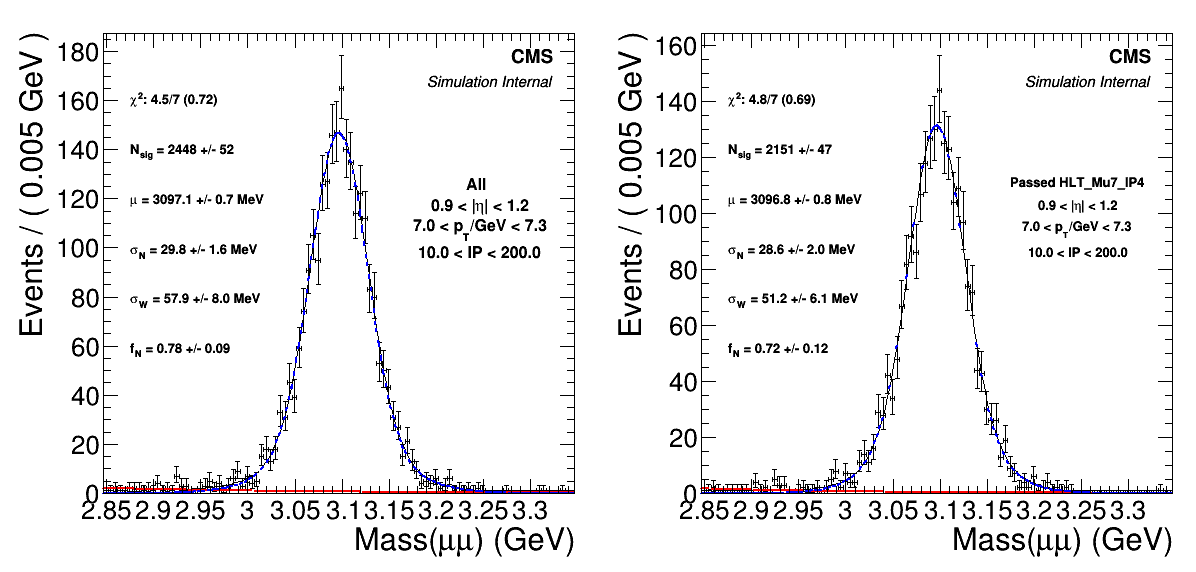 CMS
Simulation Internal
χ²: 4.5/7 (0.72)
N_sig = 2448 +/- 52
μ = 3097.1 +/- 0.7 MeV
σ_N = 29.8 +/- 1.6 MeV
σ_W = 57.9 +/- 8.0 MeV
f_N = 0.78 +/- 0.09
All
0.9 < |η| < 1.2
7.0 < p_T/GeV < 7.3
10.0 < IP < 200.0
Events / ( 0.005 GeV )
180
160
140
120
100
80
60
40
20
0
2.85 2.9 2.95 3 3.05 3.1 3.15 3.2 3.25 3.3
Mass(μμ) (GeV)
CMS
Simulation Internal
χ²: 4.8/7 (0.69)
N_sig = 2151 +/- 47
μ = 3096.8 +/- 0.8 MeV
σ_N = 28.6 +/- 2.0 MeV
σ_W = 51.2 +/- 6.1 MeV
f_N = 0.72 +/- 0.12
Passed HLT_Mu7_IP4
0.9 < |η| < 1.2
7.0 < p_T/GeV < 7.3
10.0 < IP < 200.0
Events / ( 0.005 GeV )
160
140
120
100
80
60
40
20
0
2.85 2.9 2.95 3 3.05 3.1 3.15 3.2 3.25 3.3
Mass(μμ) (GeV)